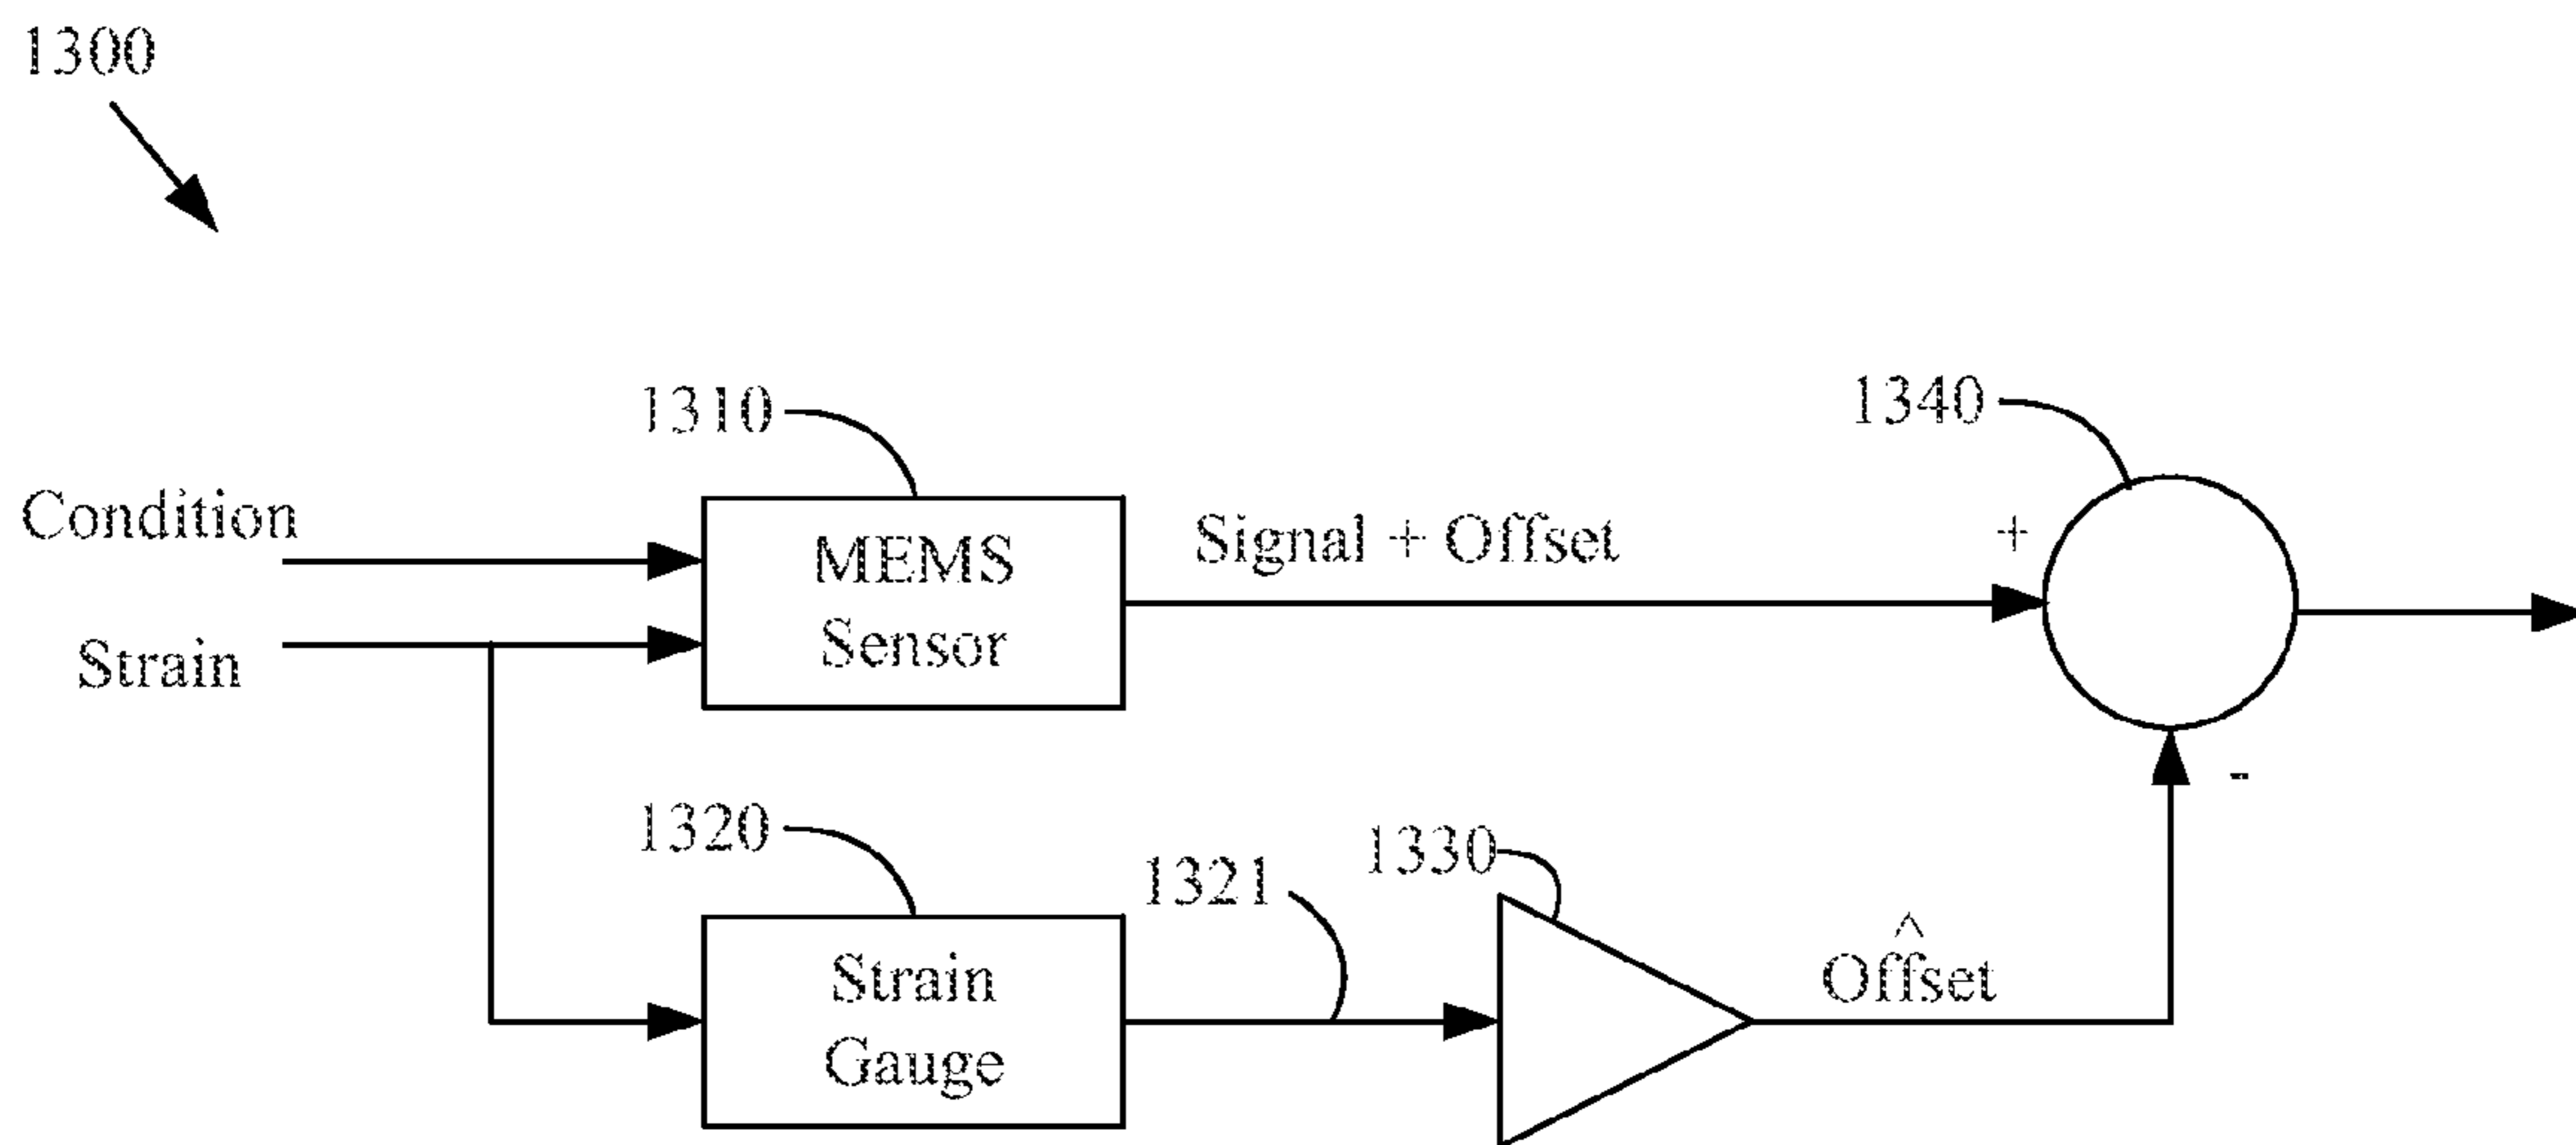 1300
1310
1340
Condition
MEMS
Sensor
Signal + Offset
+
Strain
-
1320
1321
1330
Strain
Gauge
^
Offset